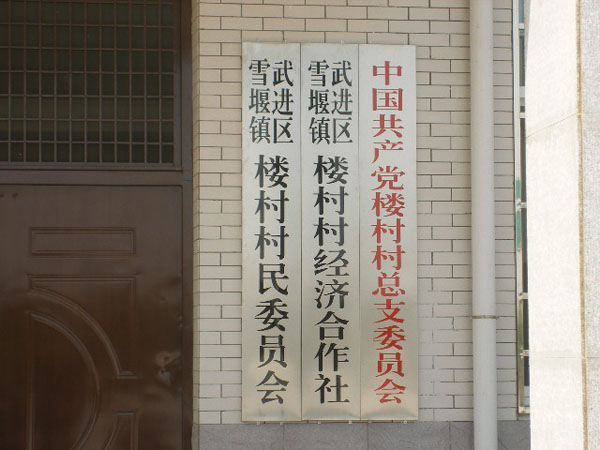 中国共产党楼村村总支委员会
武进区
雪堰镇
楼村村经济合作社
武进区
雪堰镇
楼村村民委员会